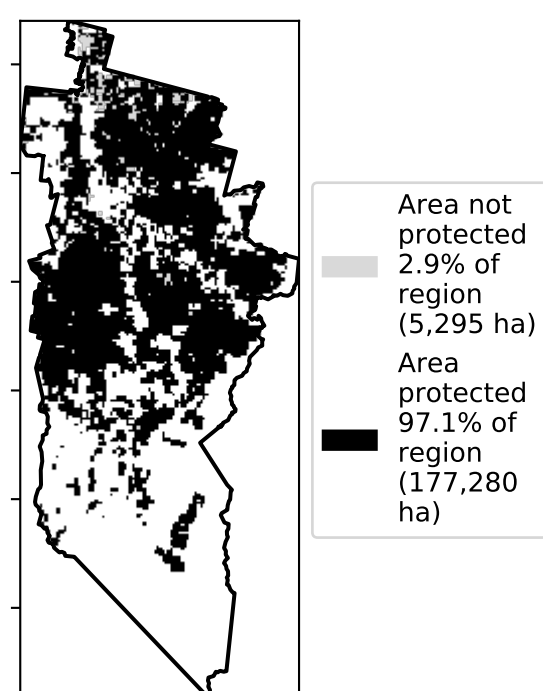 Area not
protected
2.9% of
region
(5,295 ha)
Area
protected
97.1% of
region
(177,280
ha)